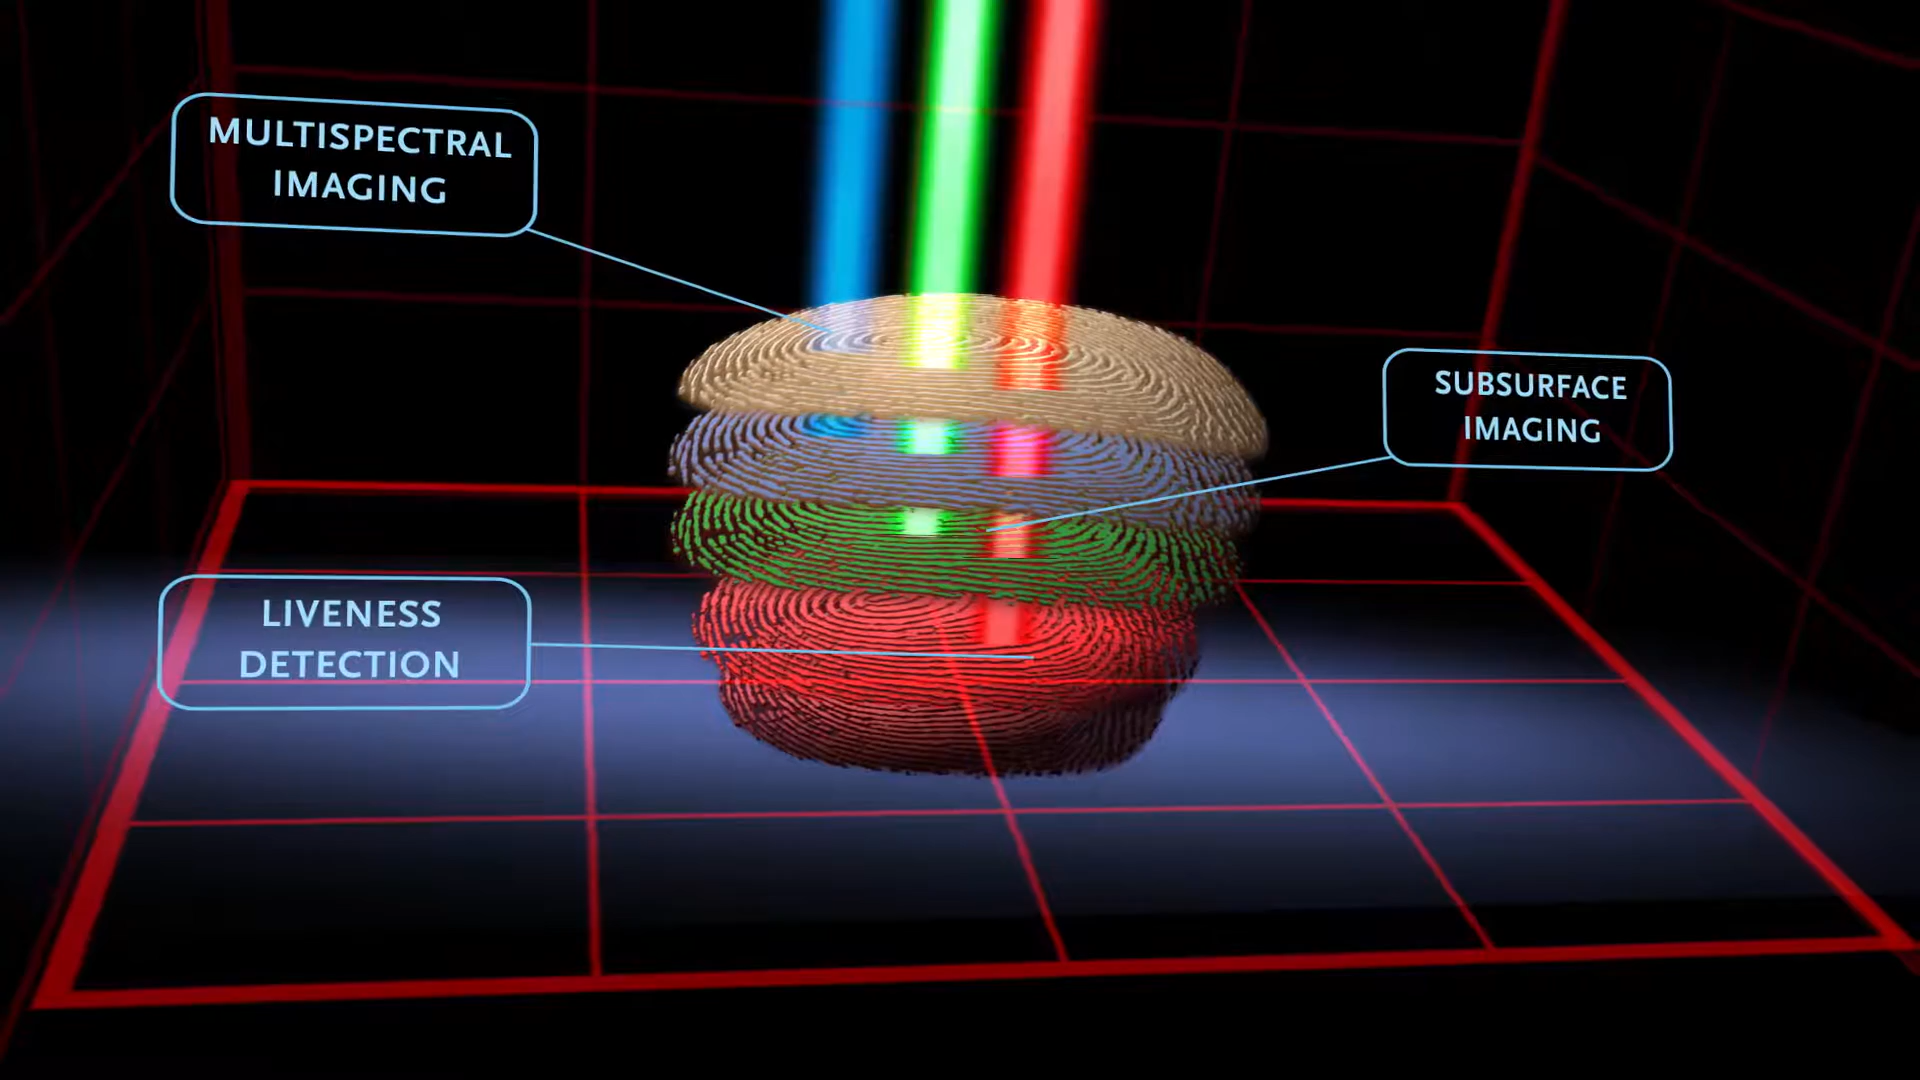 MULTISPECTRAL
IMAGING
SUBSURFACE
IMAGING
LIVENESS
DETECTION